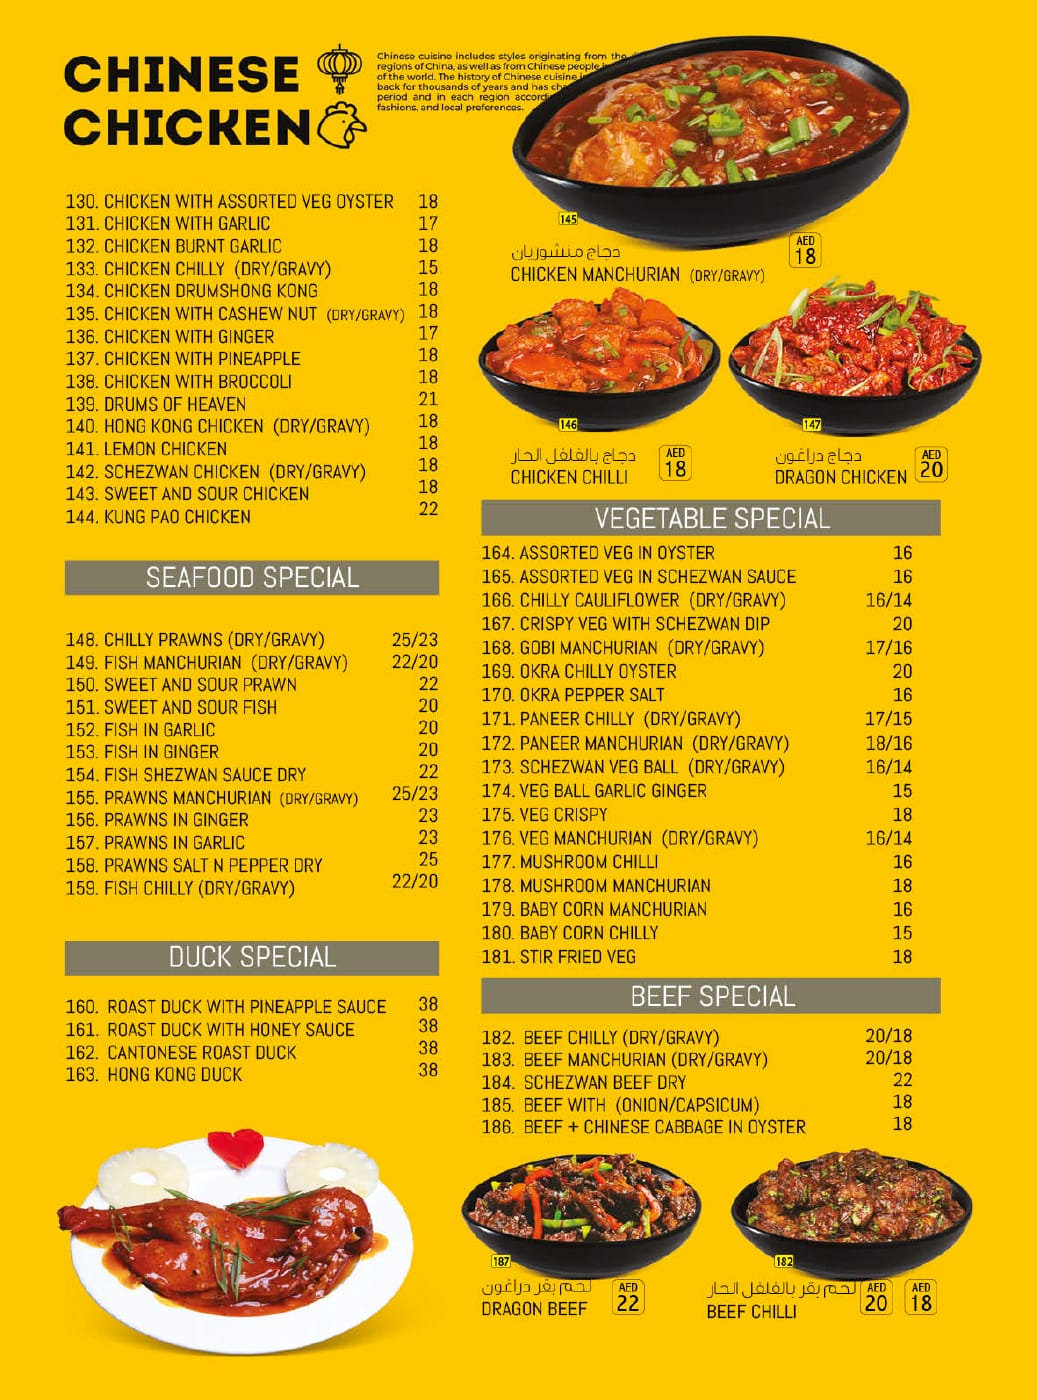 CHINESE
CHICKEN
Chinese cuisine includes styles originating from the
regions of China, as well as from Chinese people
of the world. The history of Chinese cuisine
back for thousands of years and has
period and in each region
fashions, and local preferences.
130. CHICKEN WITH ASSORTED VEG OYSTER 18
131. CHICKEN WITH GARLIC 17
132. CHICKEN BURNT GARLIC 18
133. CHICKEN CHILLY (DRY/GRAVY) 15
134. CHICKEN DRUMSHONG KONG 18
135. CHICKEN WITH CASHEW NUT (DRY/GRAVY) 18
136. CHICKEN WITH GINGER 17
137. CHICKEN WITH PINEAPPLE 18
138. CHICKEN WITH BROCCOLI 18
139. DRUMS OF HEAVEN 21
140. HONG KONG CHICKEN (DRY/GRAVY) 18
141. LEMON CHICKEN 18
142. SCHEZWAN CHICKEN (DRY/GRAVY) 18
143. SWEET AND SOUR CHICKEN 18
144. KUNG PAO CHICKEN 22
145
دجاج منشوريان
CHICKEN MANCHURIAN (DRY/GRAVY)
AED
18
146
دجاج بالفلفل الحار
CHICKEN CHILLI
AED
18
147
دجاج دراغون
DRAGON CHICKEN
AED
20
SEAFOOD SPECIAL
148. CHILLY PRAWNS (DRY/GRAVY) 25/23
149. FISH MANCHURIAN (DRY/GRAVY) 22/20
150. SWEET AND SOUR PRAWN 22
151. SWEET AND SOUR FISH 20
152. FISH IN GARLIC 20
153. FISH IN GINGER 20
154. FISH SHEZWAN SAUCE DRY 22
155. PRAWNS MANCHURIAN (DRY/GRAVY) 25/23
156. PRAWNS IN GINGER 23
157. PRAWNS IN GARLIC 23
158. PRAWNS SALT N PEPPER DRY 25
159. FISH CHILLY (DRY/GRAVY) 22/20
DUCK SPECIAL
160. ROAST DUCK WITH PINEAPPLE SAUCE 38
161. ROAST DUCK WITH HONEY SAUCE 38
162. CANTONESE ROAST DUCK 38
163. HONG KONG DUCK 38
VEGETABLE SPECIAL
164. ASSORTED VEG IN OYSTER 16
165. ASSORTED VEG IN SCHEZWAN SAUCE 16
166. CHILLY CAULIFLOWER (DRY/GRAVY) 16/14
167. CRISPY VEG WITH SCHEZWAN DIP 20
168. GOBI MANCHURIAN (DRY/GRAVY) 17/16
169. OKRA CHILLY OYSTER 20
170. OKRA PEPPER SALT 16
171. PANEER CHILLY (DRY/GRAVY) 17/15
172. PANEER MANCHURIAN (DRY/GRAVY) 18/16
173. SCHEZWAN VEG BALL (DRY/GRAVY) 16/14
174. VEG BALL GARLIC GINGER 15
175. VEG CRISPY 18
176. VEG MANCHURIAN (DRY/GRAVY) 16/14
177. MUSHROOM CHILLI 16
178. MUSHROOM MANCHURIAN 18
179. BABY CORN MANCHURIAN 16
180. BABY CORN CHILLY 15
181. STIR FRIED VEG 18
BEEF SPECIAL
182. BEEF CHILLY (DRY/GRAVY) 20/18
183. BEEF MANCHURIAN (DRY/GRAVY) 20/18
184. SCHEZWAN BEEF DRY 22
185. BEEF WITH (ONION/CAPSICUM) 18
186. BEEF + CHINESE CABBAGE IN OYSTER 18
187
لحم بقر دراغون
DRAGON BEEF
AED
22
182
لحم بقر بالفلفل الحار
BEEF CHILLI
AED
20
AED
18